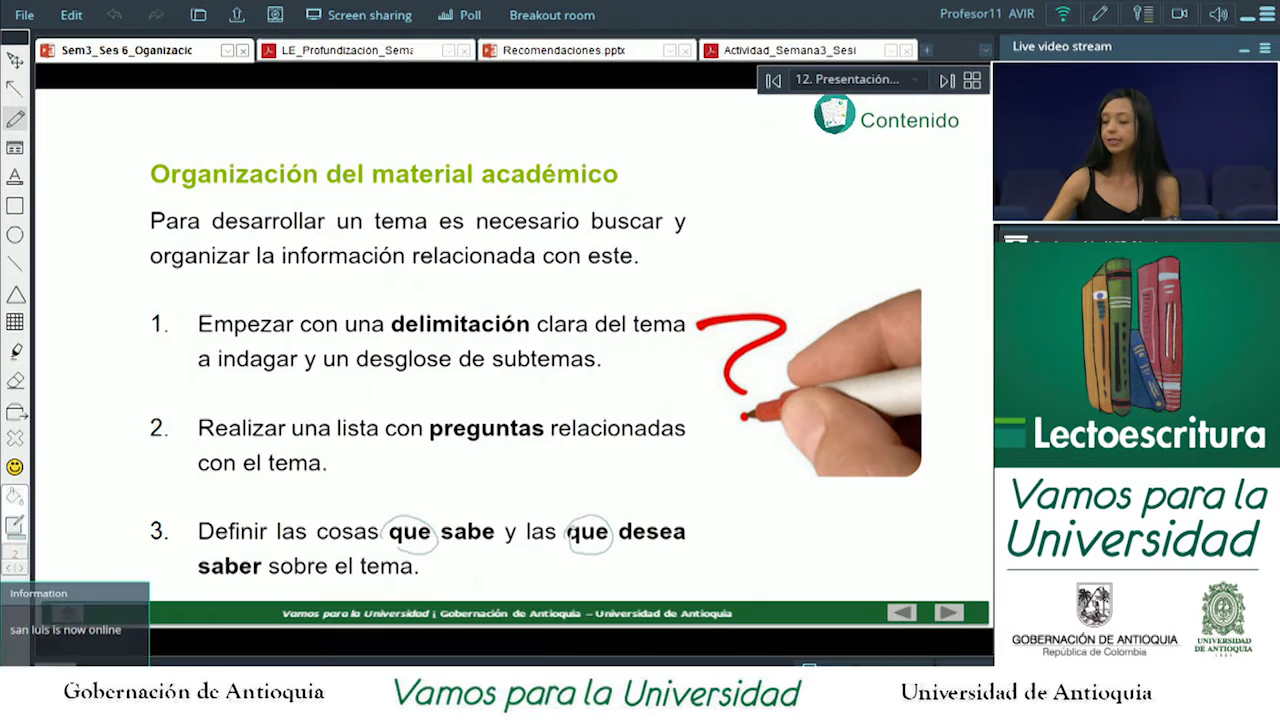 File Edit Screen sharing Poll Breakout room Profesor11 AVIR
Sem3_Ses 6_Oganizacic LE_Profundizacion_Sema Recomendaciones.pptx Actividad_Semana3_Sesi
Live video stream
12. Presentación...
Contenido
Organización del material académico
Para desarrollar un tema es necesario buscar y
organizar la información relacionada con este.
1. Empezar con una delimitación clara del tema
a indagar y un desglose de subtemas.
2. Realizar una lista con preguntas relacionadas
con el tema.
3. Definir las cosas que sabe y las que desea
saber sobre el tema.
2
Information
san luis is now online
Vamos para la Universidad ¡ Gobernación de Antioquia – Universidad de Antioquia
Lectoescritura
Vamos para la
Universidad
GOBERNACIÓN DE ANTIOQUIA
República de Colombia
UNIVERSIDAD
DE ANTIOQUIA
Gobernación de Antioquia Vamos para la Universidad Universidad de Antioquia